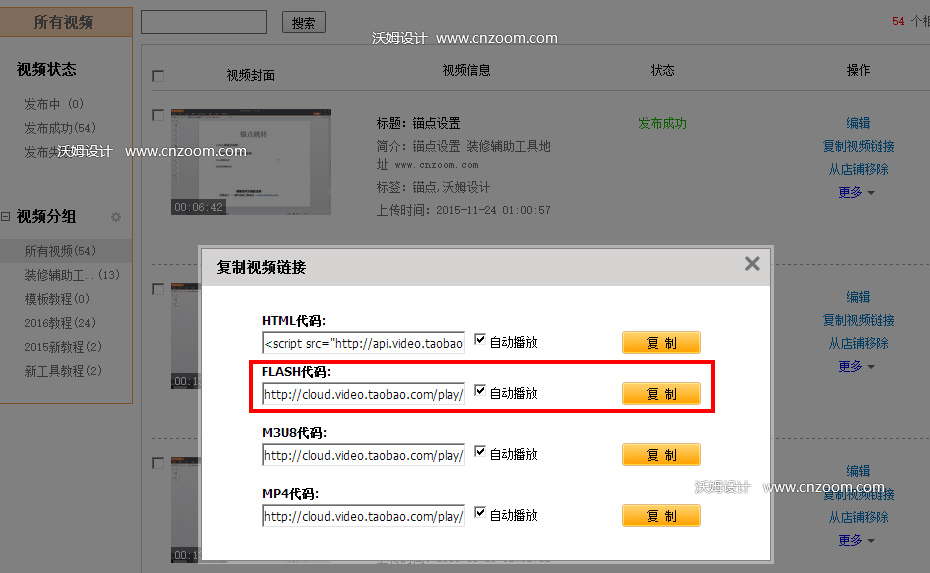 所有视频
搜索
54 个相
沃姆设计 www.cnzoom.com
视频状态
发布中 (0)
发布成功(54)
发布失
沃姆设计 www.cnzoom.com
视频分组
所有视频(54)
装修辅助工..(13)
模板教程(0)
2016教程(24)
2015新教程(2)
新工具教程(2)
视频封面
视频信息
状态
操作
锚点跳转
00:06:42
标题: 锚点设置
简介: 锚点设置 装修辅助工具地
址 www.cnzoom.com
标签: 锚点,沃姆设计
上传时间: 2015-11-24 01:00:57
发布成功
编辑
复制视频链接
从店铺移除
更多
复制视频链接
HTML代码:
<script src="http://api.video.taobao
自动播放
复 制
FLASH代码:
http://cloud.video.taobao.com/play/
自动播放
复 制
M3U8代码:
http://cloud.video.taobao.com/play/
自动播放
复 制
MP4代码:
http://cloud.video.taobao.com/play/
自动播放
复 制
编辑
复制视频链接
从店铺移除
更多
00:1
编辑
沃姆设计 www.cnzoom.com
复制视频链接
从店铺移除
更多
00:1